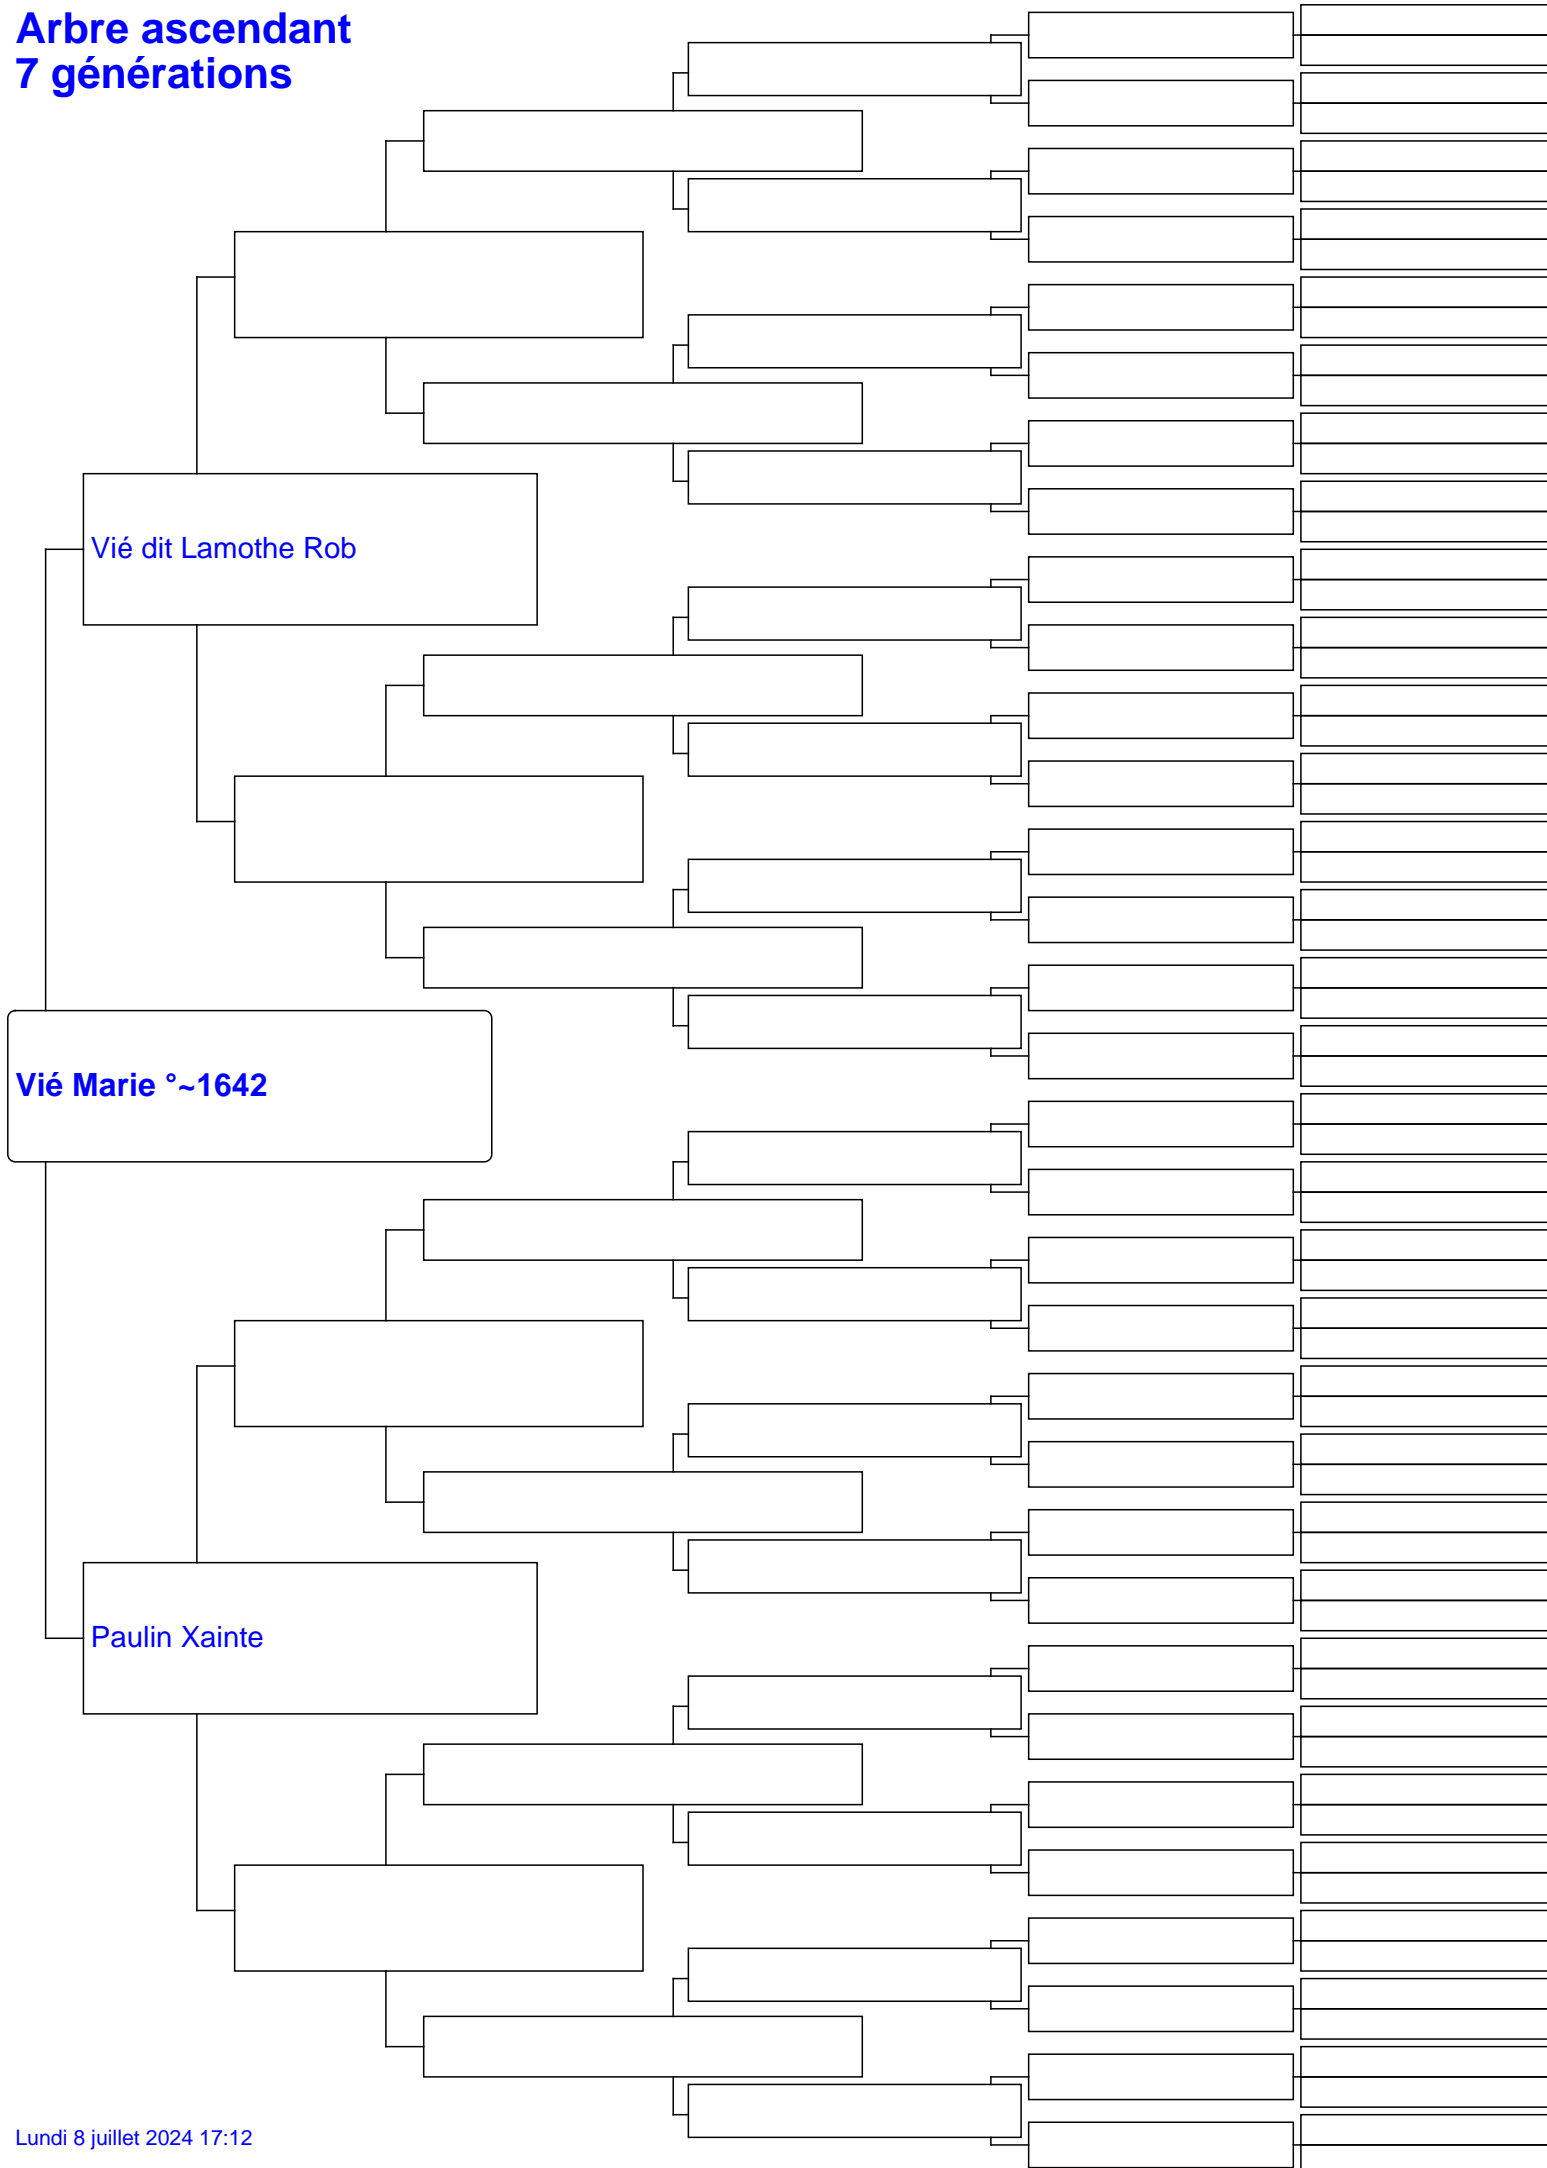 Arbre ascendant
7 générations
Vié dit Lamothe Rob
Vié Marie °~1642
Paulin Xainte
Lundi 8 juillet 2024 17:12